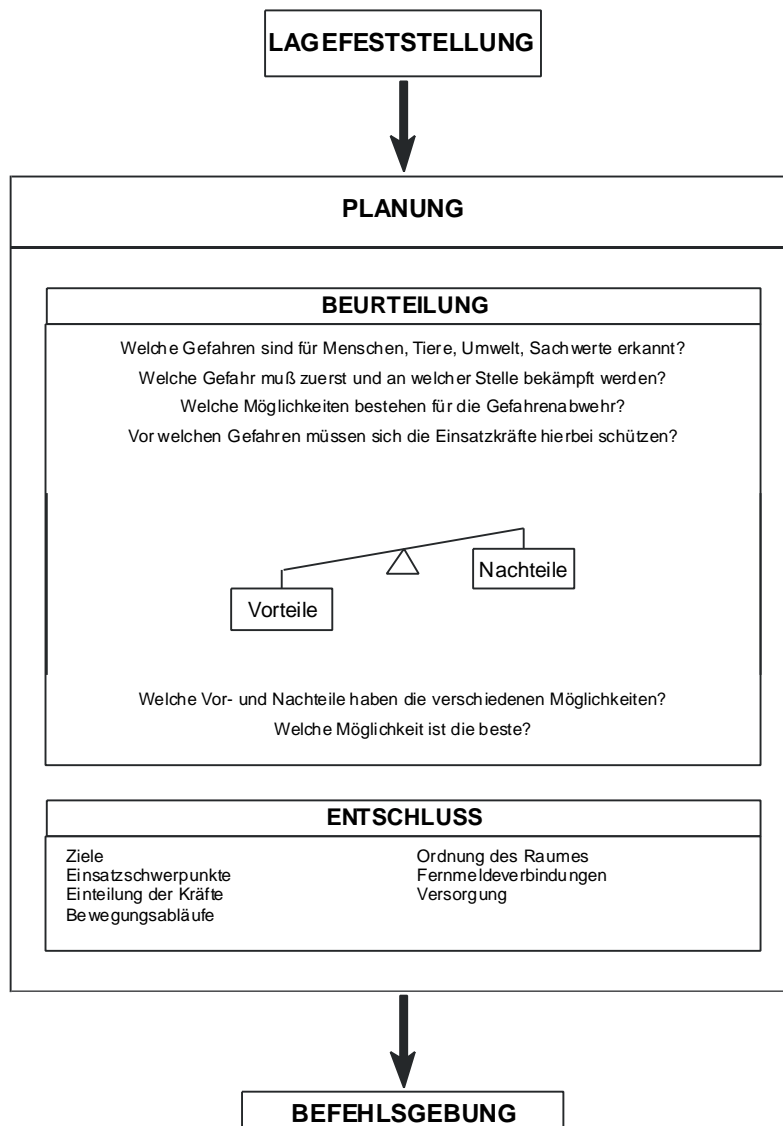 LAGEFESTSTELLUNG
PLANUNG
BEURTEILUNG
Welche Gefahren sind für Menschen, Tiere, Umwelt, Sachwerte erkannt?
Welche Gefahr muß zuerst und an welcher Stelle bekämpft werden?
Welche Möglichkeiten bestehen für die Gefahrenabwehr?
Vor welchen Gefahren müssen sich die Einsatzkräfte hierbei schützen?
Nachteile
Vorteile
Welche Vor- und Nachteile haben die verschiedenen Möglichkeiten?
Welche Möglichkeit ist die beste?
ENTSCHLUSS
Ziele
Einsatzschwerpunkte
Einteilung der Kräfte
Bewegungsabläufe
Ordnung des Raumes
Fernmeldeverbindungen
Versorgung
BEFEHLSGEBUNG